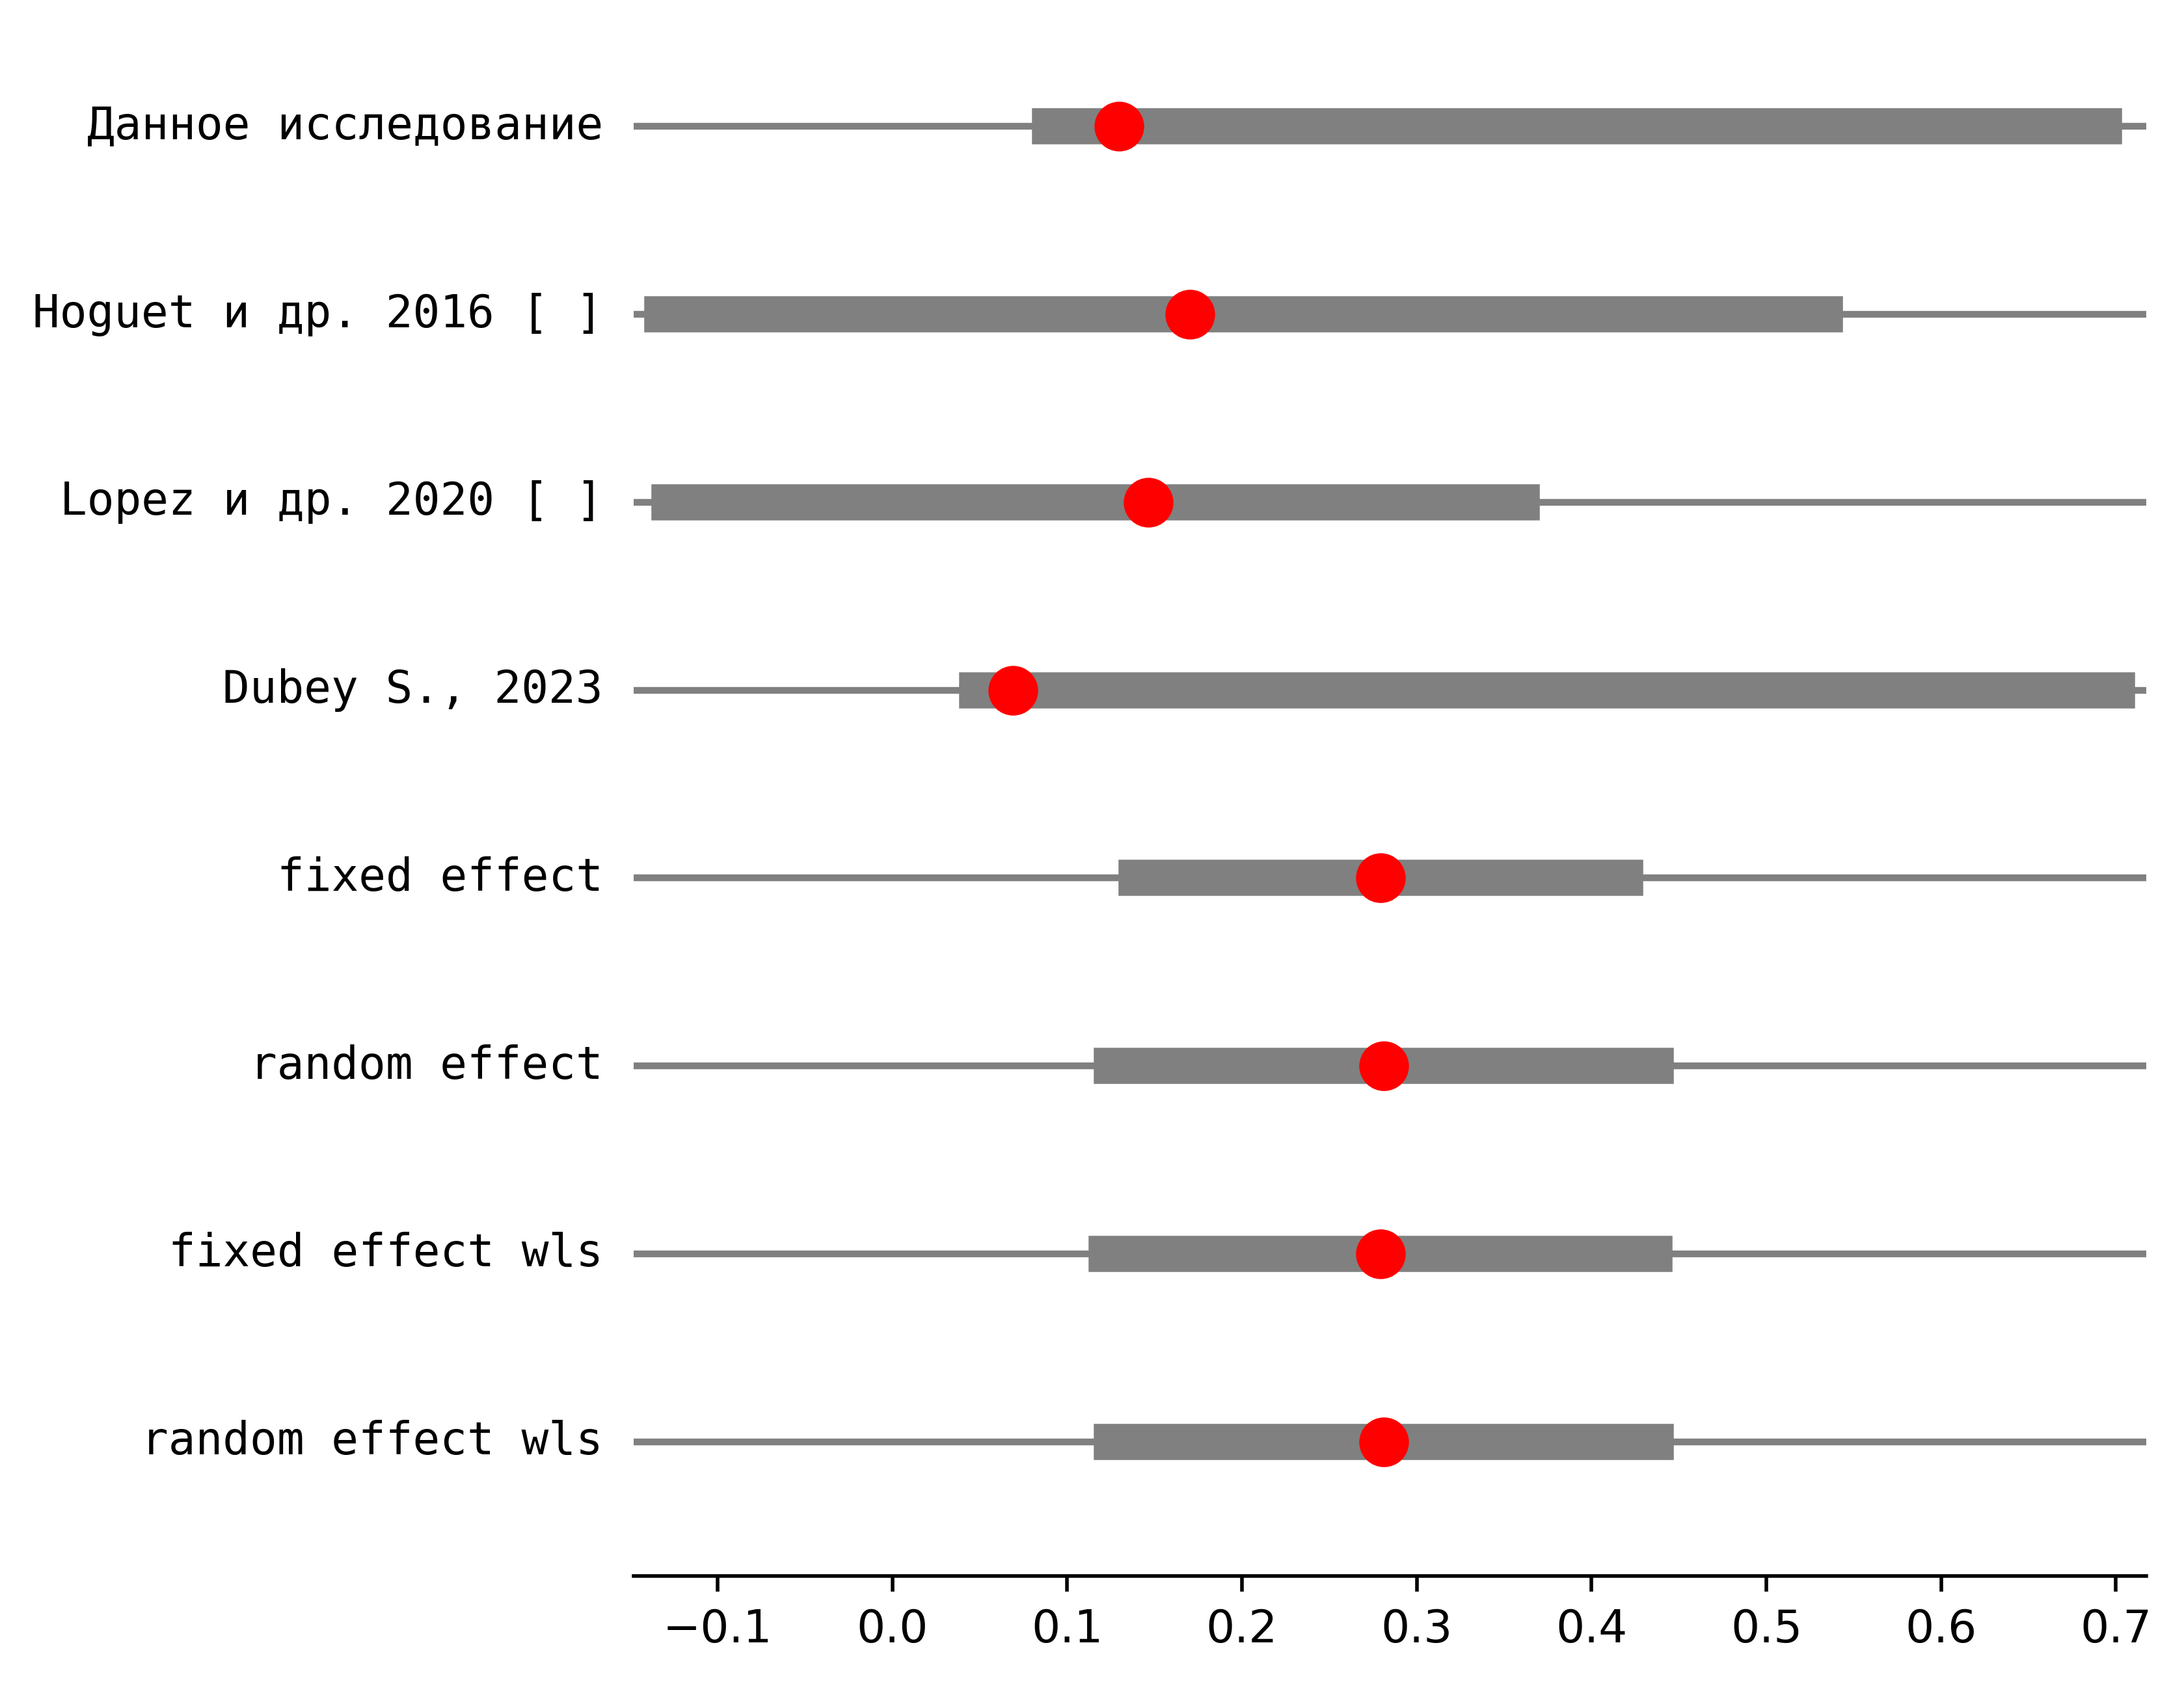 Данное исследование
Hoguet и др. 2016 [ ]
Lopez и др. 2020 [ ]
Dubey S., 2023
fixed effect
random effect
fixed effect wls
random effect wls
−0.1 0.0 0.1 0.2 0.3 0.4 0.5 0.6 0.7